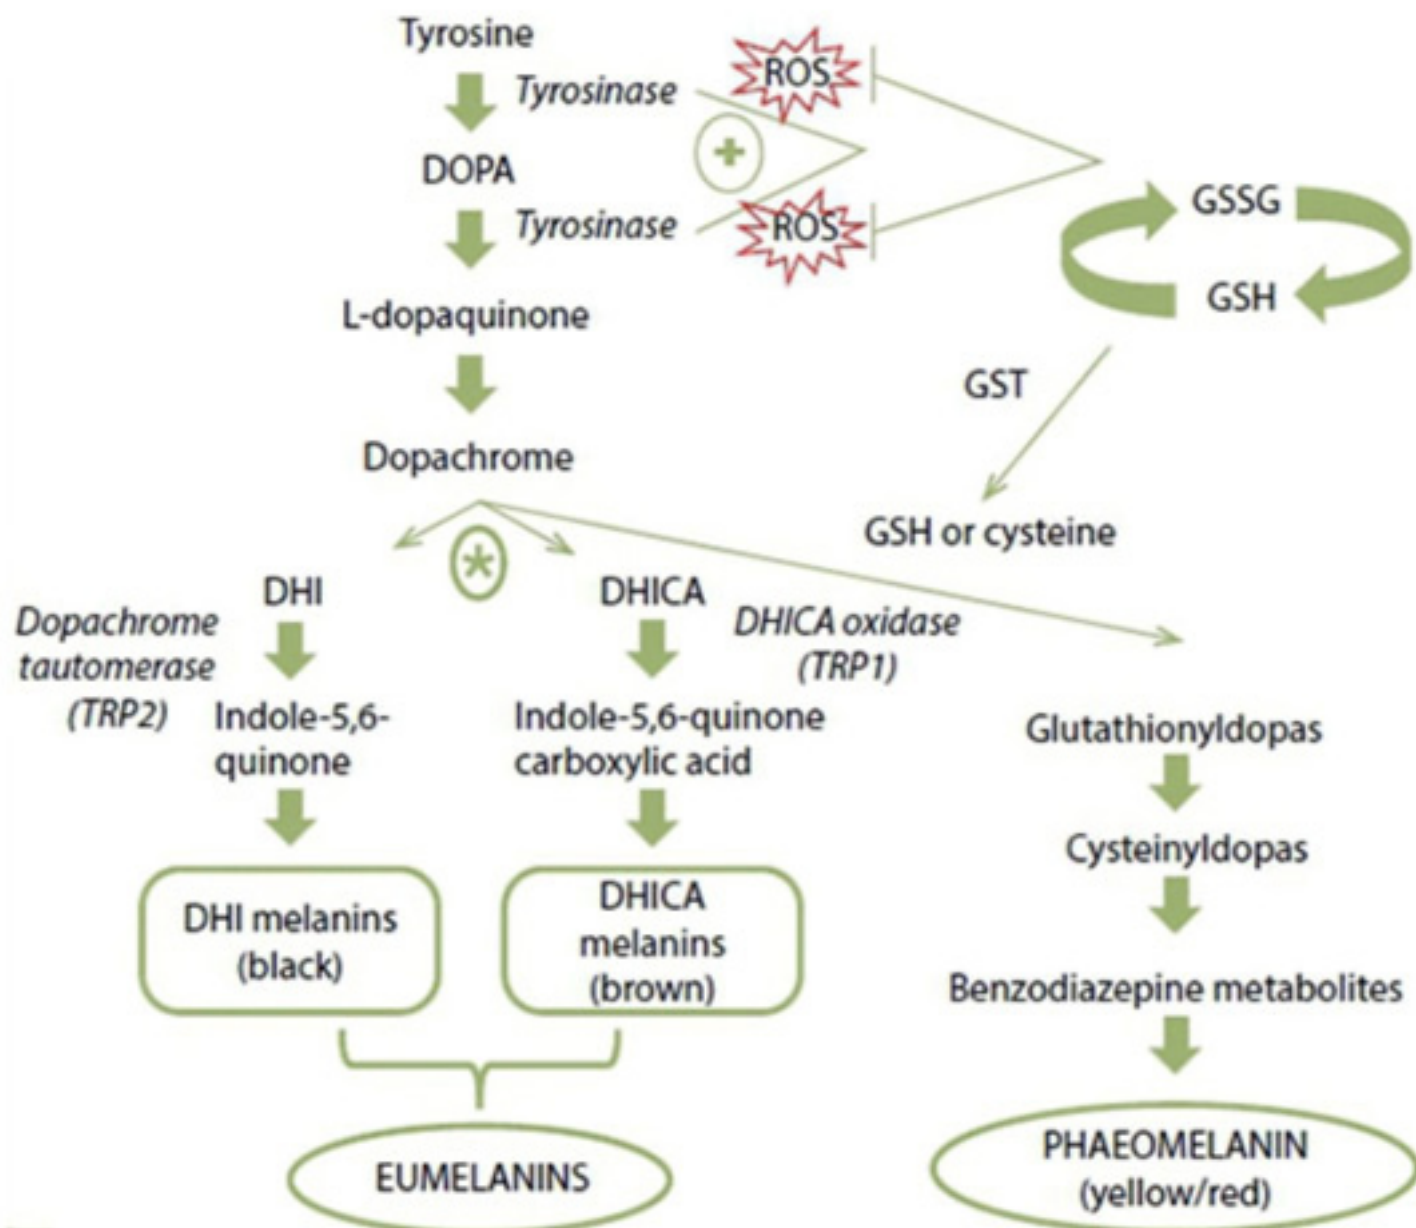 Tyrosine
Tyrosinase
ROS
+
DOPA
Tyrosinase
ROS
GSSG
GSH
L-dopaquinone
GST
Dopachrome
GSH or cysteine
*
DHI
DHICA
Dopachrome
tautomerase
(TRP2)
DHICA oxidase
(TRP1)
Indole-5,6-
quinone
Indole-5,6-quinone
carboxylic acid
Glutathionyldopas
Cysteinyldopas
DHI melanins
(black)
DHICA
melanins
(brown)
Benzodiazepine metabolites
EUMELANINS
PHAEOMELANIN
(yellow/red)